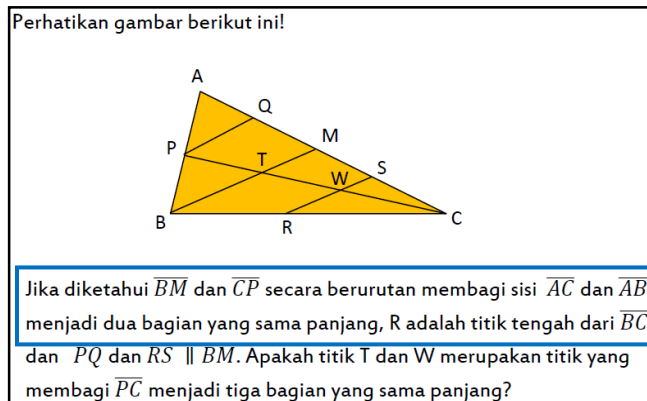 Perhatikan gambar berikut ini!
A
Q
M
P
T
S
W
B
R
C
Jika diketahui BM dan CP secara berurutan membagi sisi AC dan AB
menjadi dua bagian yang sama panjang, R adalah titik tengah dari BC
dan PQ dan RS ∥ BM. Apakah titik T dan W merupakan titik yang
membagi PC menjadi tiga bagian yang sama panjang?